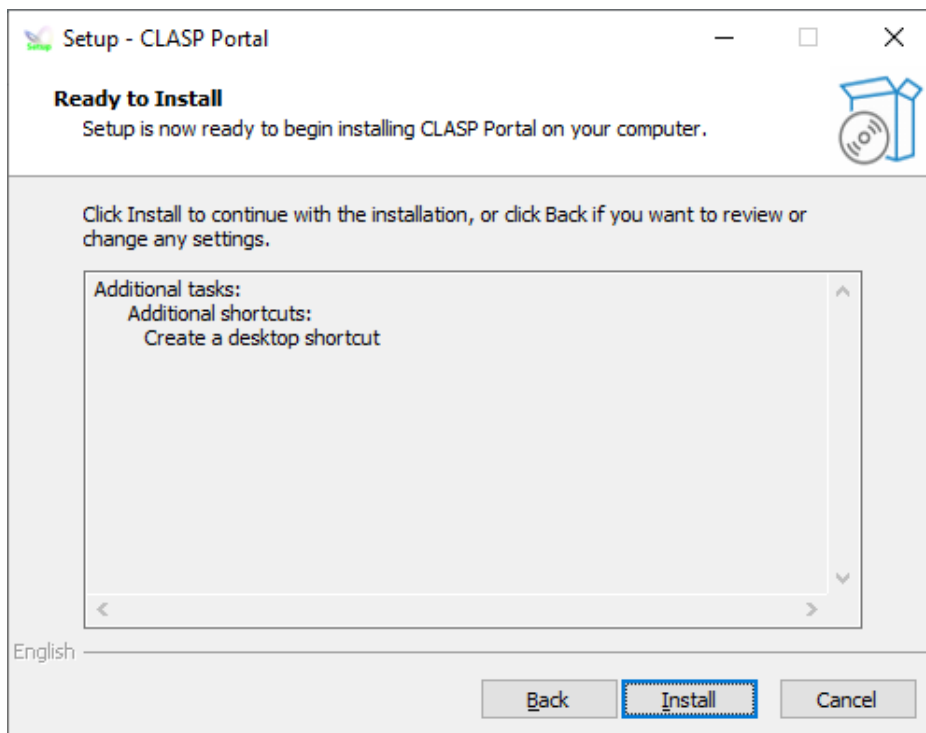 Setup - CLASP Portal
Ready to Install
Setup is now ready to begin installing CLASP Portal on your computer.
Click Install to continue with the installation, or click Back if you want to review or
change any settings.
Additional tasks:
Additional shortcuts:
Create a desktop shortcut
English
Back
Install
Cancel